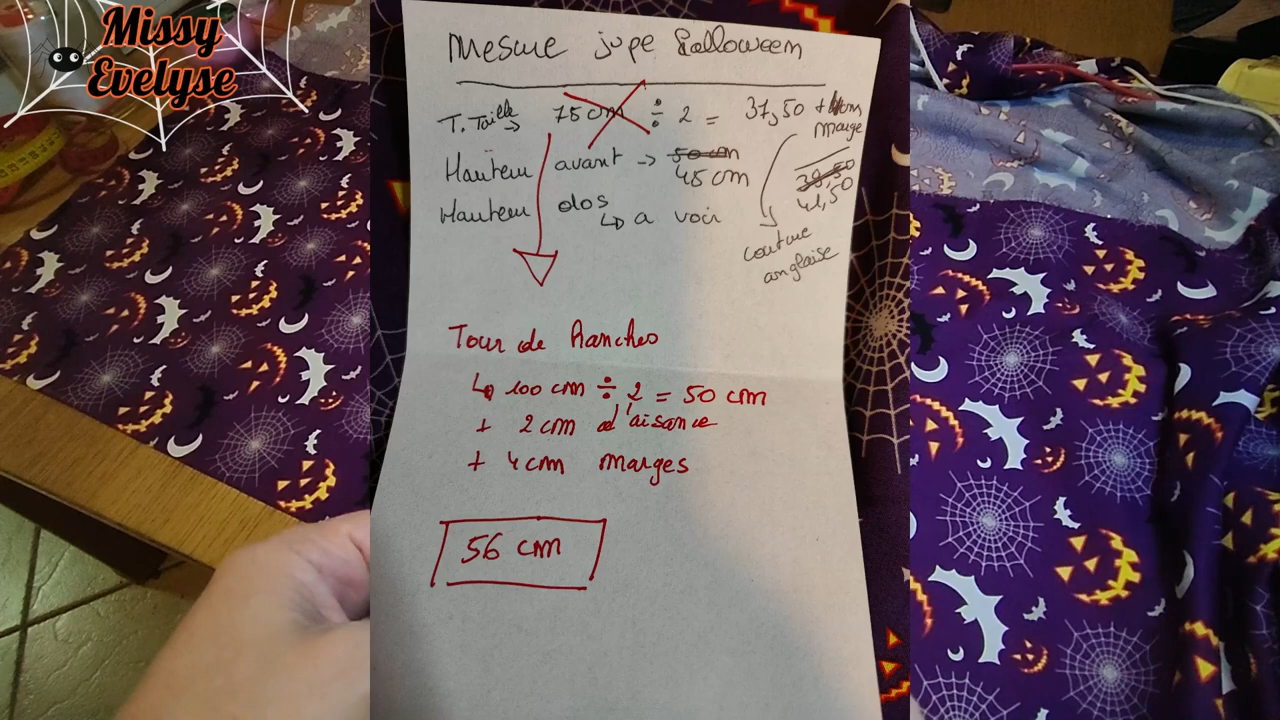 Missy
Evelyse
Mesure jupe Halloween
T. Taille → 75 cm ÷ 2 = 37,50 + 4cm
marge
Hauteur avant → 50 cm
45 cm
39,50
41,50
Hauteur dos
↳ a voir
couture
anglaise
Tour de hanches
↳ 100 cm ÷ 2 = 50 cm
+ 2 cm d'aisance
+ 4 cm marges
56 cm